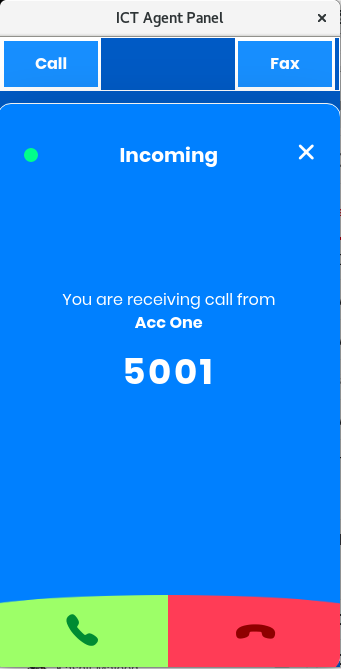 ICT Agent Panel
Call
Fax
Incoming
You are receiving call from
Acc One
5001